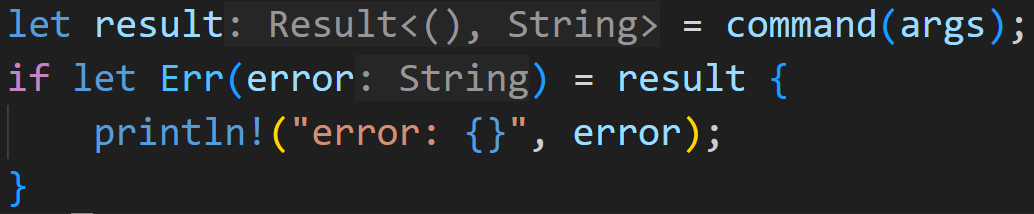 let result: Result<(), String> = command(args);
if let Err(error: String) = result {
    println!("error: {}", error);
}